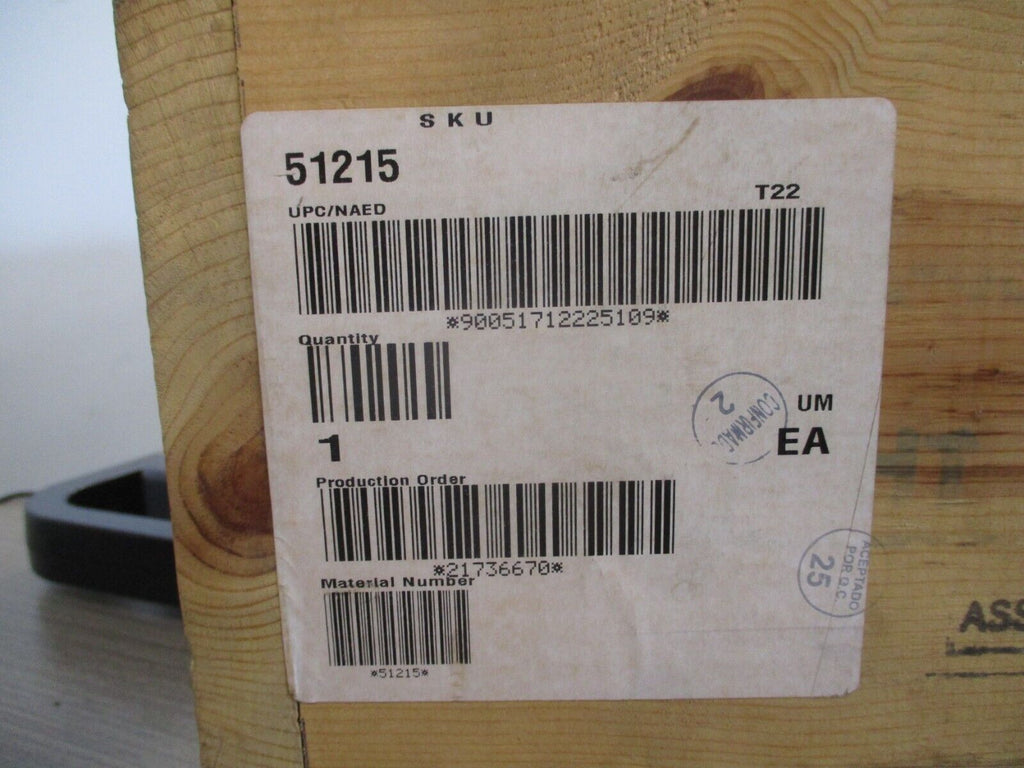 SKU
51215
UPC/NAED
T22
*90051712225109*
Quantity
1
CONFIRMAC
2
UM
EA
Production Order
*21736670*
Material Number
*51215*
ACEPTADO
POR Q.C
25
ASS